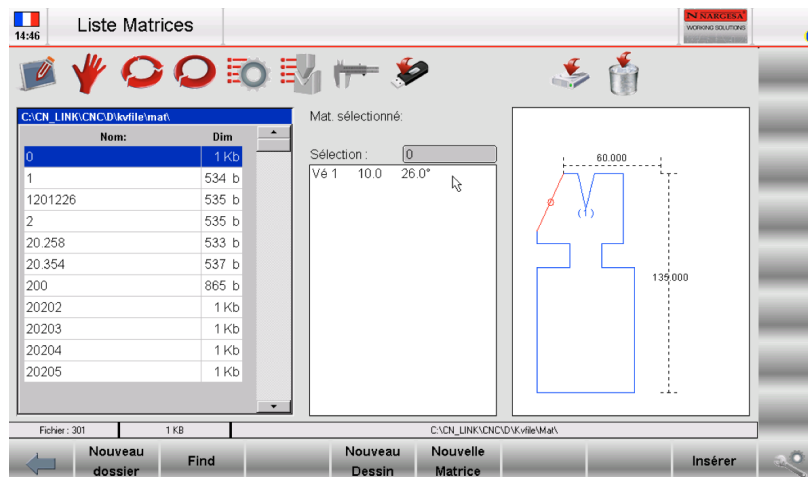 14:46
Liste Matrices
NARGESA
WORKING SOLUTIONS
C:\CN_LINK\CNC\D\kvfile\mat\
Nom: Dim
0 1 Kb
1 534 b
1201226 535 b
2 535 b
20.258 533 b
20.354 537 b
200 865 b
20202 1 Kb
20203 1 Kb
20204 1 Kb
20205 1 Kb
Mat. sélectionné:
Sélection : 0
Vé 1 10.0 26.0°
60.000
(1)
139.000
Fichier : 301 1 KB C:\CN_LINK\CNC\D\Kvfile\Mat\
Nouveau dossier
Find
Nouveau Dessin
Nouvelle Matrice
Insérer